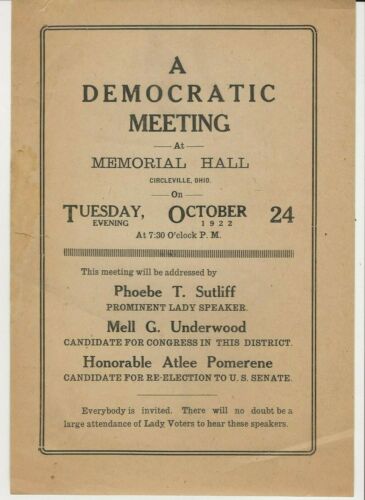 A
DEMOCRATIC
MEETING
At
MEMORIAL HALL
CIRCLEVILLE, OHIO.
On
TUESDAY, OCTOBER 24
EVENING 1922
At 7:30 O'clock P. M.
This meeting will be addressed by
Phoebe T. Sutliff
PROMINENT LADY SPEAKER.
Mell G. Underwood
CANDIDATE FOR CONGRESS IN THIS DISTRICT.
Honorable Atlee Pomerene
CANDIDATE FOR RE-ELECTION TO U. S. SENATE.
Everybody is invited. There will no doubt be a
large attendance of Lady Voters to hear these speakers.